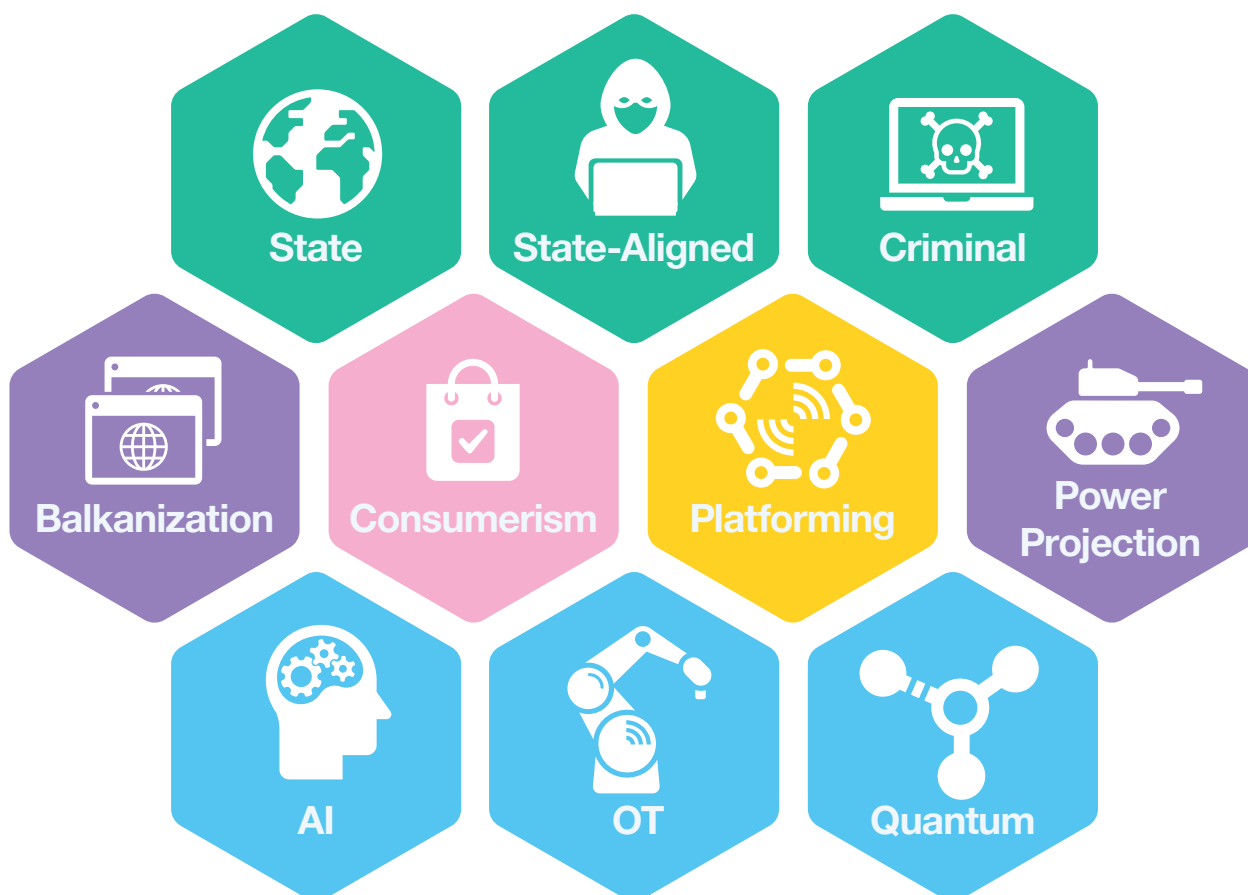 State
State-Aligned
Criminal
Balkanization
Consumerism
Platforming
Power
Projection
AI
OT
Quantum